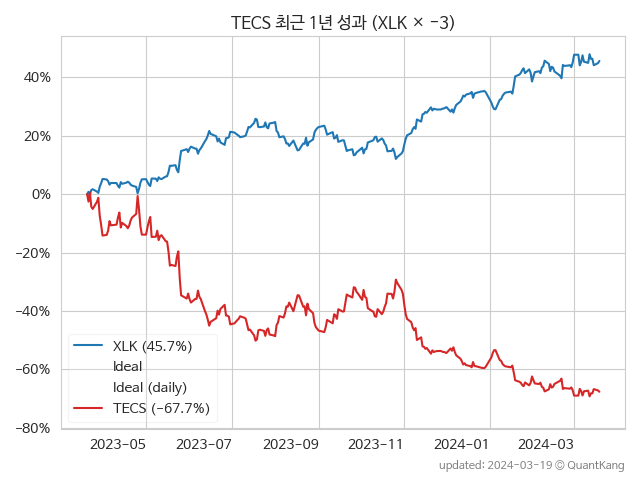 TECS 최근 1년 성과 (XLK × −3)
40%
20%
0%
−20%
−40%
−60%
−80%
XLK (45.7%)
Ideal
Ideal (daily)
TECS (−67.7%)
2023-05
2023-07
2023-09
2023-11
2024-01
2024-03
updated: 2024-03-19 © QuantKang